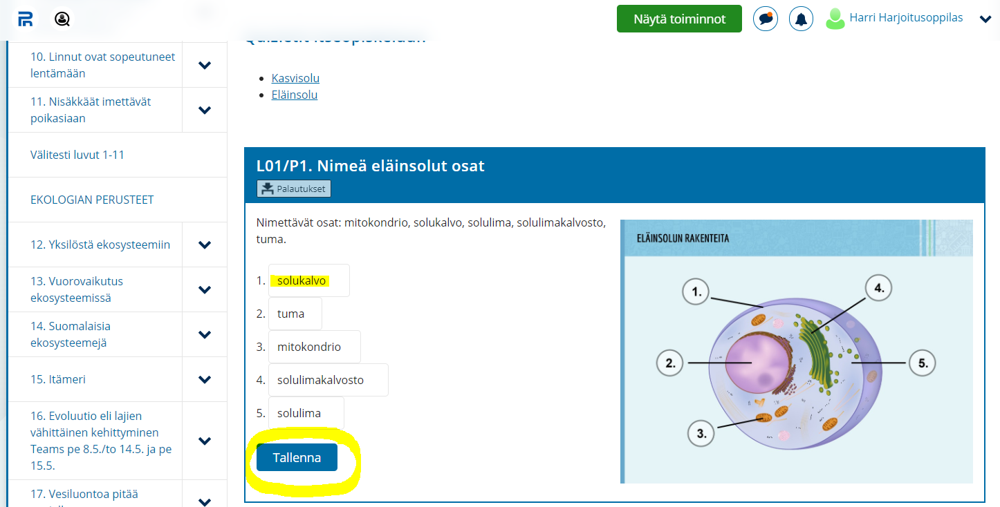 Näytä toiminnot
Harri Harjoitusoppilas
10. Linnut ovat sopeutuneet
lentämään
11. Nisäkkäät imettävät
poikasiaan
Välitesti luvut 1-11
EKOLOGIAN PERUSTEET
12. Yksilöstä ekosysteemiin
13. Vuorovaikutus
ekosysteemissä
14. Suomalaisia
ekosysteemejä
15. Itämeri
16. Evoluutio eli lajien
vähittäinen kehittyminen
Teams pe 8.5./to 14.5. ja pe
15.5.
17. Vesiluontoa pitää
Kasvisolu
Eläinsolu
L01/P1. Nimeä eläinsolut osat
Palautukset
Nimettävät osat: mitokondrio, solukalvo, solulima, solulimakalvosto,
tuma.
1. solukalvo
2. tuma
3. mitokondrio
4. solulimakalvosto
5. solulima
Tallenna
ELÄINSOLUN RAKENTEITA
1.
4.
2.
5.
3.